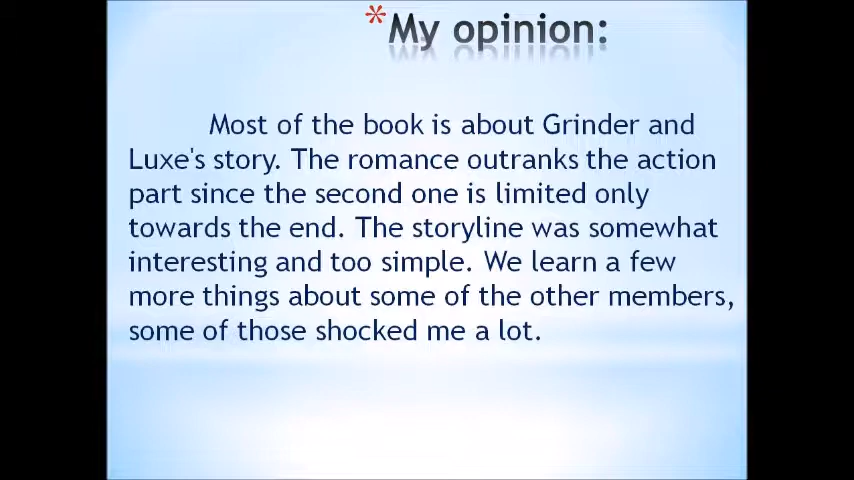 *My opinion:
Most of the book is about Grinder and
Luxe's story. The romance outranks the action
part since the second one is limited only
towards the end. The storyline was somewhat
interesting and too simple. We learn a few
more things about some of the other members,
some of those shocked me a lot.